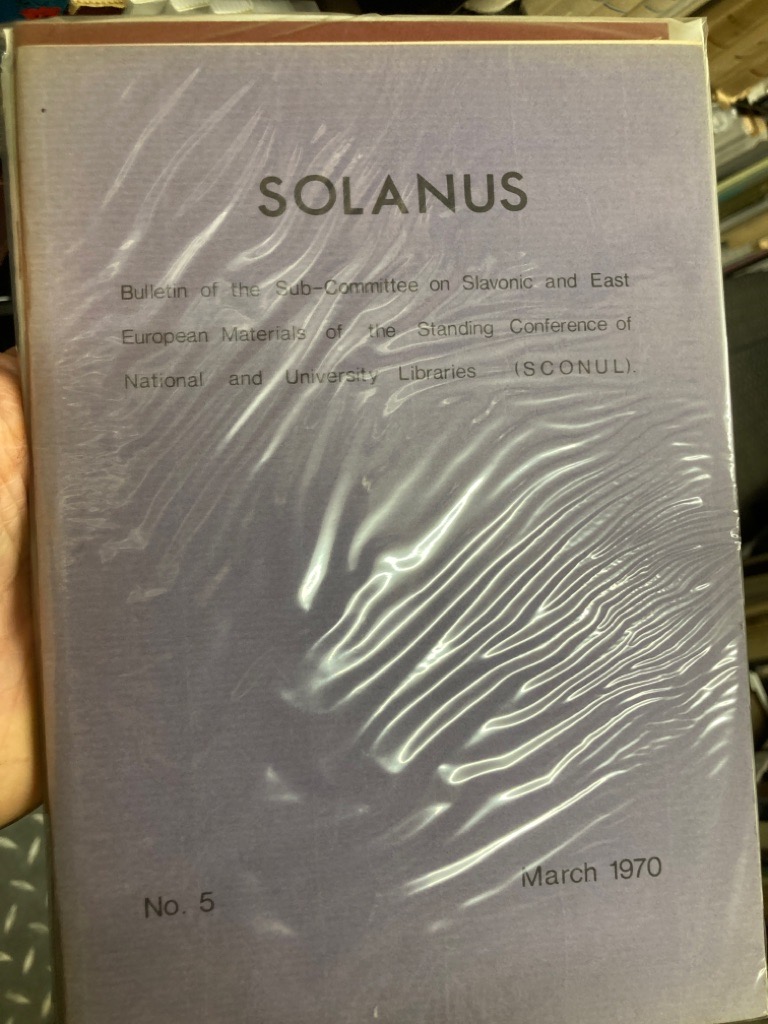 SOLANUS
Bulletin of the Sub-Committee on Slavonic and East
European Materials of the Standing Conference of
National and University Libraries (SCONUL).
No. 5
March 1970